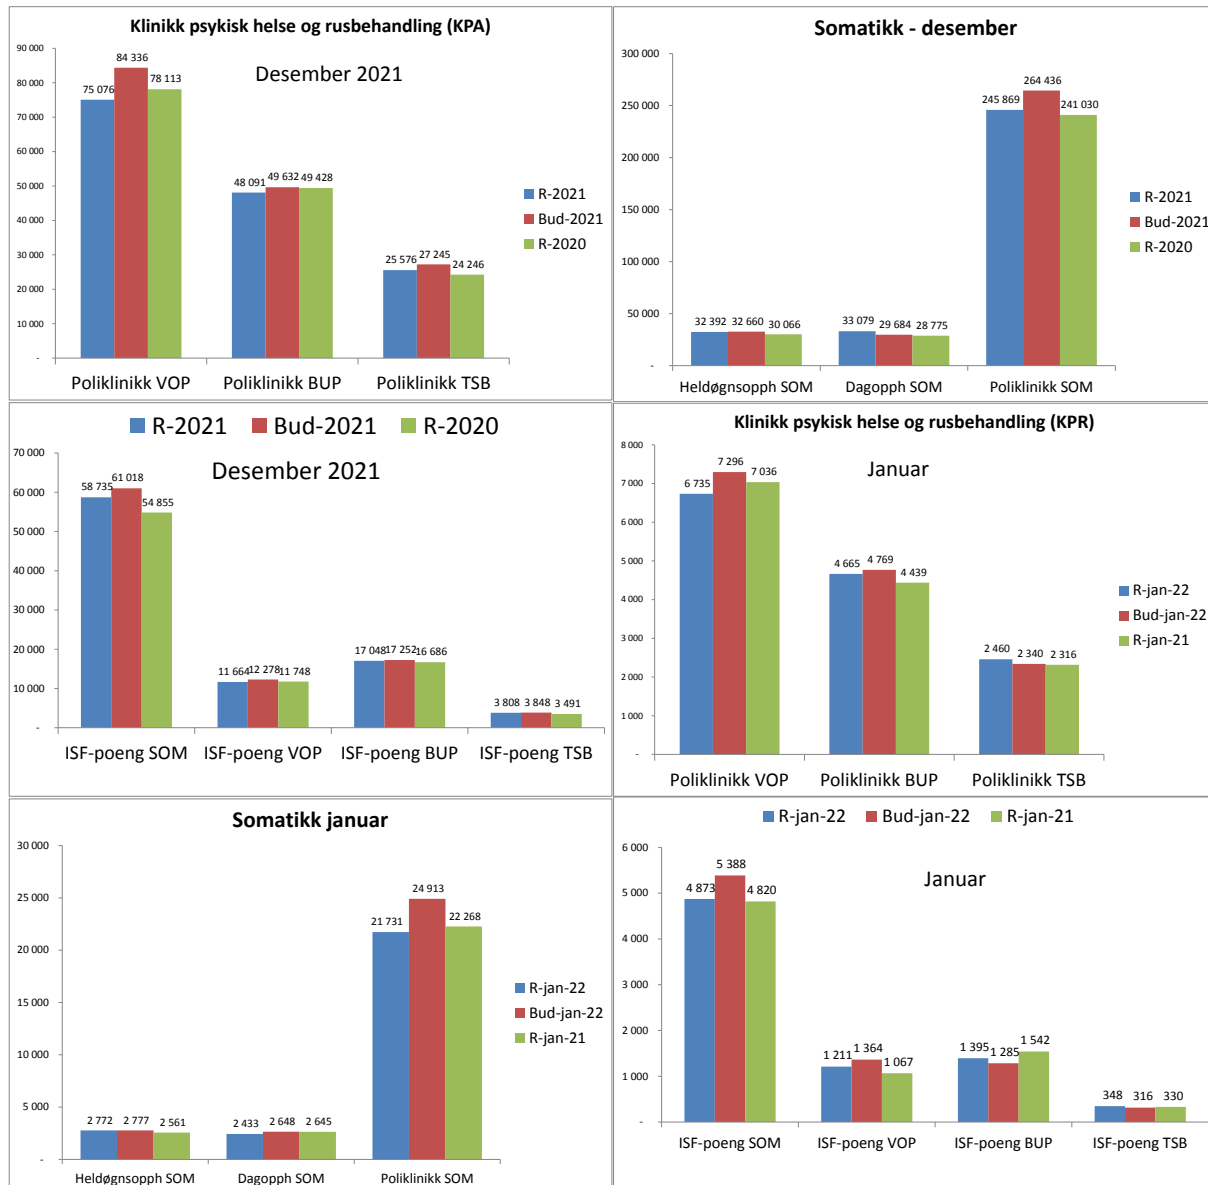 Klinikk psykisk helse og rusbehandling (KPA)
Desember 2021
90 000
80 000
70 000
60 000
50 000
40 000
30 000
20 000
10 000
-
75 076
84 336
78 113
48 091
49 632
49 428
25 576
27 245
24 246
Poliklinikk VOP
Poliklinikk BUP
Poliklinikk TSB
R-2021
Bud-2021
R-2020
Somatikk - desember
300 000
250 000
200 000
150 000
100 000
50 000
-
32 392
32 660
30 066
33 079
29 684
28 775
245 869
264 436
241 030
Heldøgnsopph SOM
Dagopph SOM
Poliklinikk SOM
R-2021
Bud-2021
R-2020
R-2021 Bud-2021 R-2020
Desember 2021
70 000
60 000
50 000
40 000
30 000
20 000
10 000
-
58 735
61 018
54 855
11 664
12 278
11 748
17 048
17 252
16 686
3 808
3 848
3 491
ISF-poeng SOM
ISF-poeng VOP
ISF-poeng BUP
ISF-poeng TSB
Klinikk psykisk helse og rusbehandling (KPR)
Januar
8 000
7 000
6 000
5 000
4 000
3 000
2 000
1 000
-
6 735
7 296
7 036
4 665
4 769
4 439
2 460
2 340
2 316
Poliklinikk VOP
Poliklinikk BUP
Poliklinikk TSB
R-jan-22
Bud-jan-22
R-jan-21
Somatikk januar
30 000
25 000
20 000
15 000
10 000
5 000
-
2 772
2 777
2 561
2 433
2 648
2 645
21 731
24 913
22 268
Heldøgnsopph SOM
Dagopph SOM
Poliklinikk SOM
R-jan-22
Bud-jan-22
R-jan-21
R-jan-22 Bud-jan-22 R-jan-21
Januar
6 000
5 000
4 000
3 000
2 000
1 000
-
4 873
5 388
4 820
1 211
1 364
1 067
1 395
1 285
1 542
348
316
330
ISF-poeng SOM
ISF-poeng VOP
ISF-poeng BUP
ISF-poeng TSB